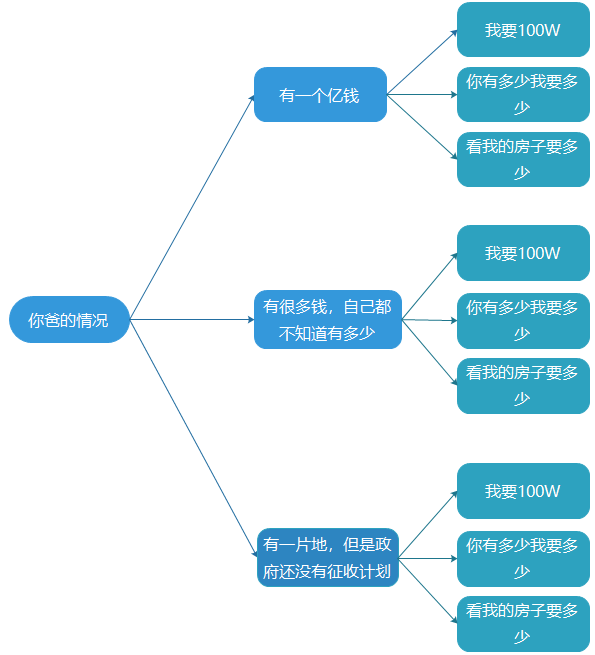 我要100W
有一个亿钱
你有多少我要多
少
看我的房子要多
少
你爸的情况
有很多钱，自己都
不知道有多少
我要100W
你有多少我要多
少
看我的房子要多
少
有一片地，但是政
府还没有征收计划
我要100W
你有多少我要多
少
看我的房子要多
少